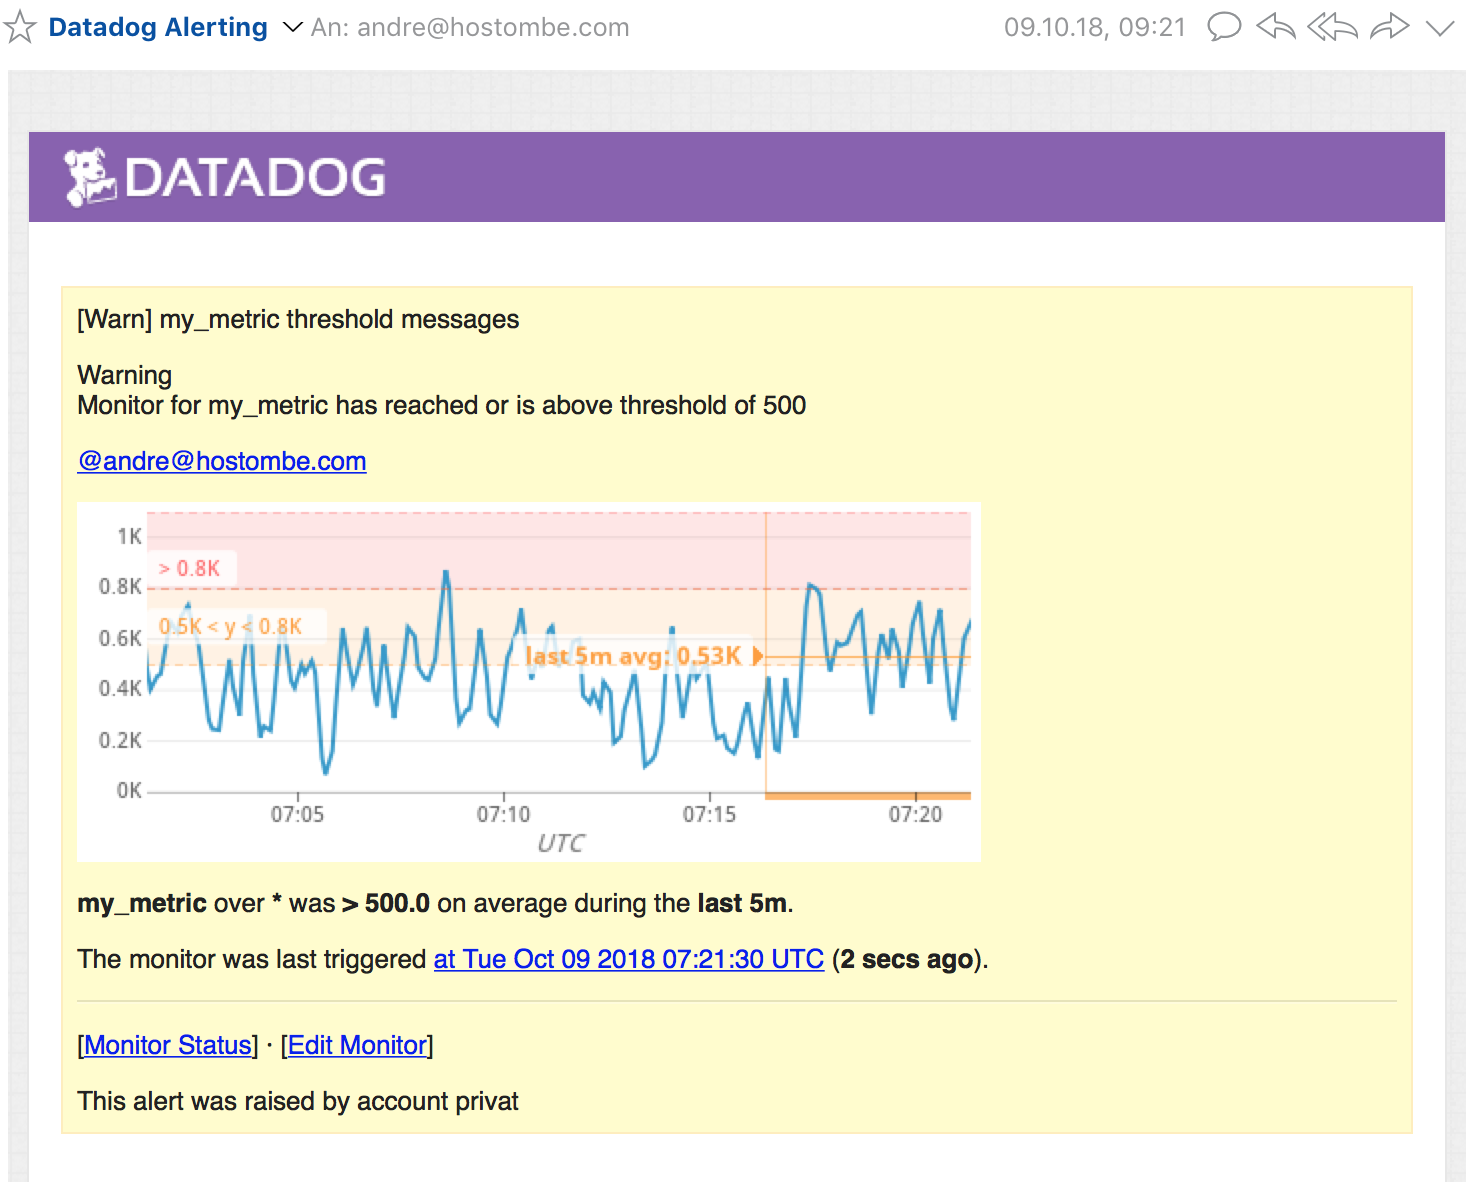 Datadog Alerting An: andre@hostombe.com 09.10.18, 09:21
DATADOG
[Warn] my_metric threshold messages
Warning
Monitor for my_metric has reached or is above threshold of 500
@andre@hostombe.com
1K
> 0.8K
0.8K
0.5K < y < 0.8K
0.6K
last 5m avg: 0.53K
0.4K
0.2K
0K
07:05 07:10 07:15 07:20
UTC
my_metric over * was > 500.0 on average during the last 5m.
The monitor was last triggered at Tue Oct 09 2018 07:21:30 UTC (2 secs ago).
[Monitor Status] · [Edit Monitor]
This alert was raised by account privat